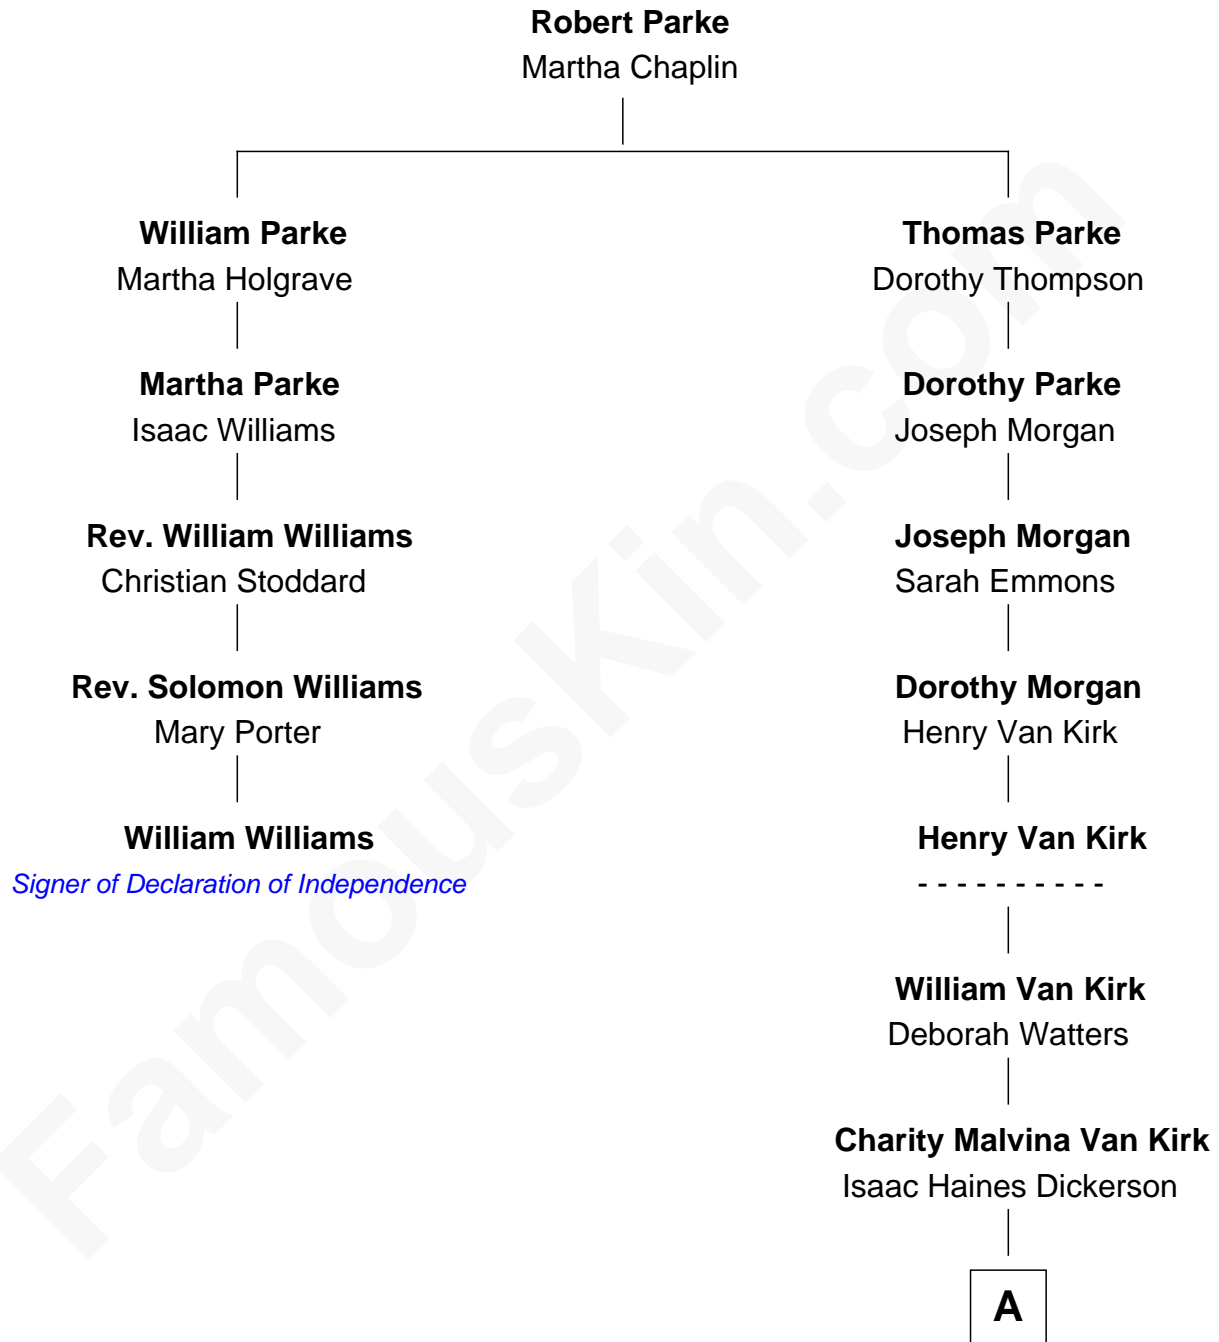 Robert Parke
Martha Chaplin
William Parke
Martha Holgrave
Thomas Parke
Dorothy Thompson
Martha Parke
Isaac Williams
Dorothy Parke
Joseph Morgan
Rev. William Williams
Christian Stoddard
Joseph Morgan
Sarah Emmons
Rev. Solomon Williams
Mary Porter
Dorothy Morgan
Henry Van Kirk
William Williams
Signer of Declaration of Independence
Henry Van Kirk
- - - - - - - - - -
William Van Kirk
Deborah Watters
Charity Malvina Van Kirk
Isaac Haines Dickerson
A
FamousKin.com